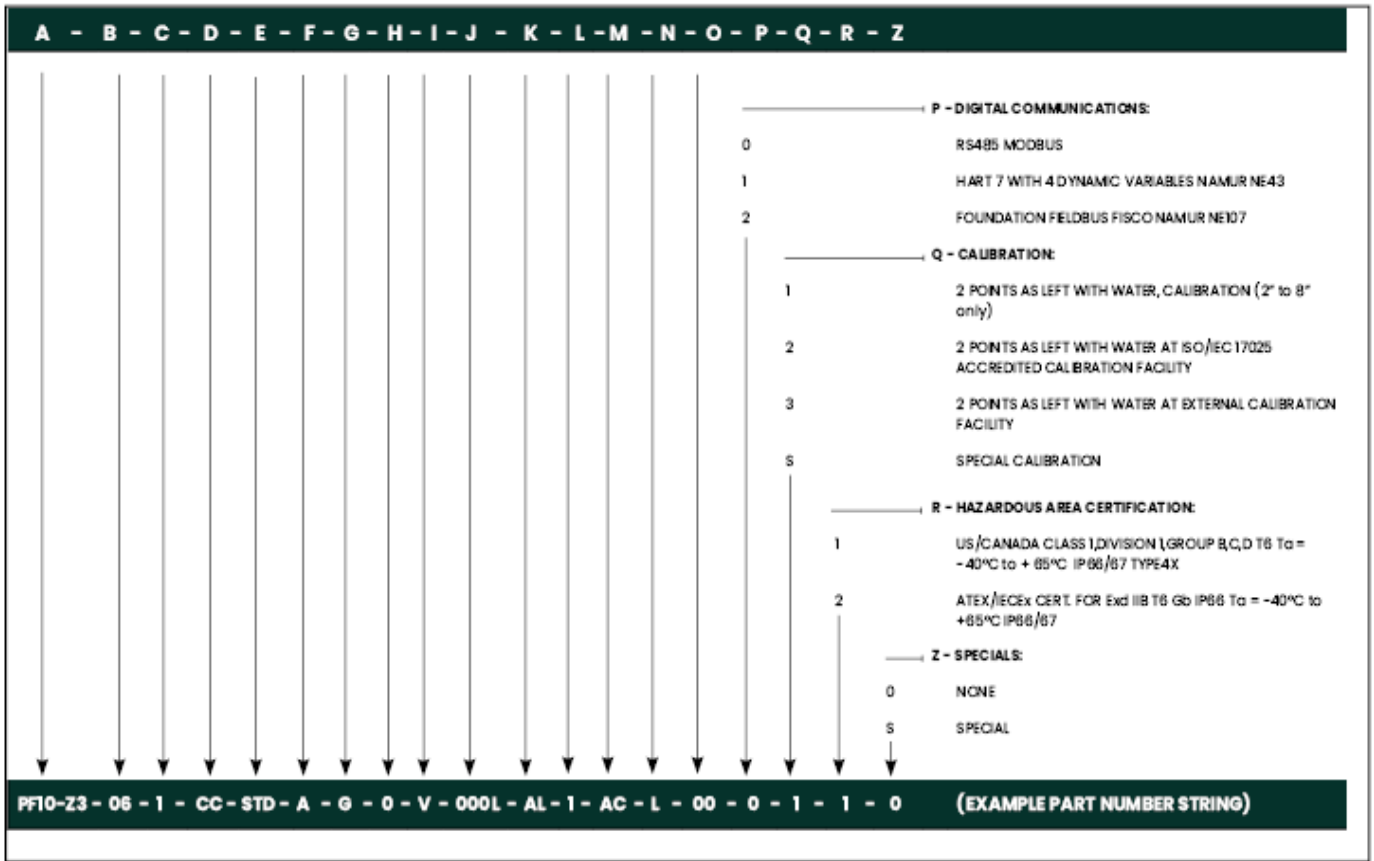 A - B - C - D - E - F - G - H - I - J - K - L - M - N - O - P - Q - R - Z
P - DIGITAL COMMUNICATIONS:
0 RS485 MODBUS
1 HART 7 WITH 4 DYNAMIC VARIABLES NAMUR NE43
2 FOUNDATION FIELDBUS FISCO NAMUR NE107
Q - CALIBRATION:
1 2 POINTS AS LEFT WITH WATER, CALIBRATION (2" to 8"
only)
2 2 POINTS AS LEFT WITH WATER AT ISO/IEC 17025
ACCREDITED CALIBRATION FACILITY
3 2 POINTS AS LEFT WITH WATER AT EXTERNAL CALIBRATION
FACILITY
S SPECIAL CALIBRATION
R - HAZARDOUS AREA CERTIFICATION:
1 US/CANADA CLASS 1,DIVISION 1,GROUP B,C,D T6 Ta =
-40°C to + 65°C IP66/67 TYPE4X
2 ATEX/IECEx CERT. FOR Exd IIB T6 Gb IP66 Ta = -40°C to
+65°C IP66/67
Z - SPECIALS:
0 NONE
S SPECIAL
PF10-Z3 - 06 - 1 - CC - STD - A - G - 0 - V - 000L - AL - 1 - AC - L - 00 - 0 - 1 - 1 - 0 (EXAMPLE PART NUMBER STRING)